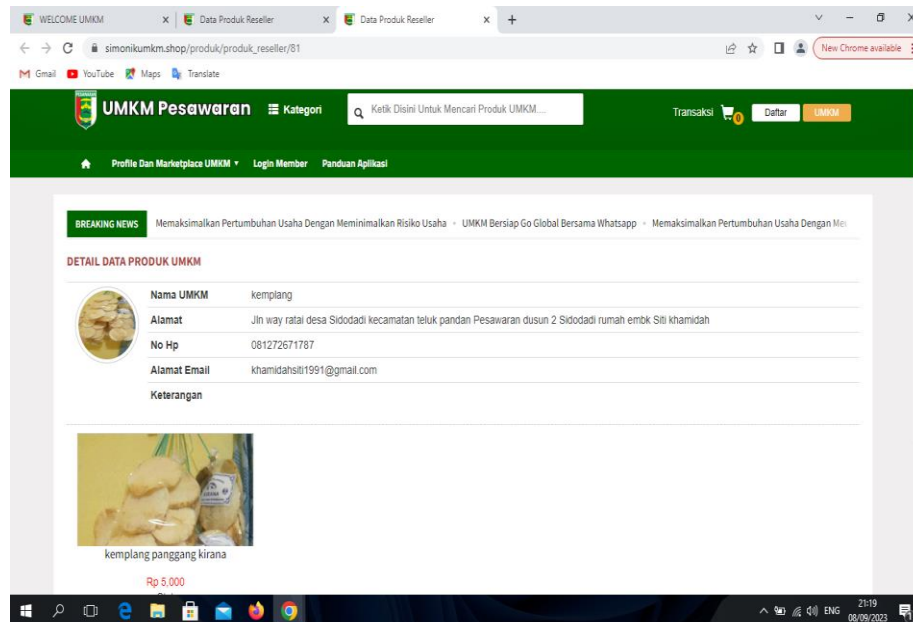 WELCOME UMKM
Data Produk Reseller
Data Produk Reseller
simonikumkm.shop/produk/produk_reseller/81
New Chrome available
Gmail YouTube Maps Translate
UMKM Pesawaran Kategori Ketik Disini Untuk Mencari Produk UMKM.... Transaksi 0 Daftar UMKM
Profile Dan Marketplace UMKM Login Member Panduan Aplikasi
BREAKING NEWS Memaksimalkan Pertumbuhan Usaha Dengan Meminimalkan Risiko Usaha UMKM Bersiap Go Global Bersama Whatsapp Memaksimalkan Pertumbuhan Usaha Dengan
DETAIL DATA PRODUK UMKM
Nama UMKM kemplang
Alamat Jln way ratai desa Sidodadi kecamatan teluk pandan Pesawaran dusun 2 Sidodadi rumah embk Siti khamidah
No Hp 081272671787
Alamat Email khamidahsiti1991@gmail.com
Keterangan
kemplang panggang kirana
Rp 5,000
ENG 21:19
08/09/2023